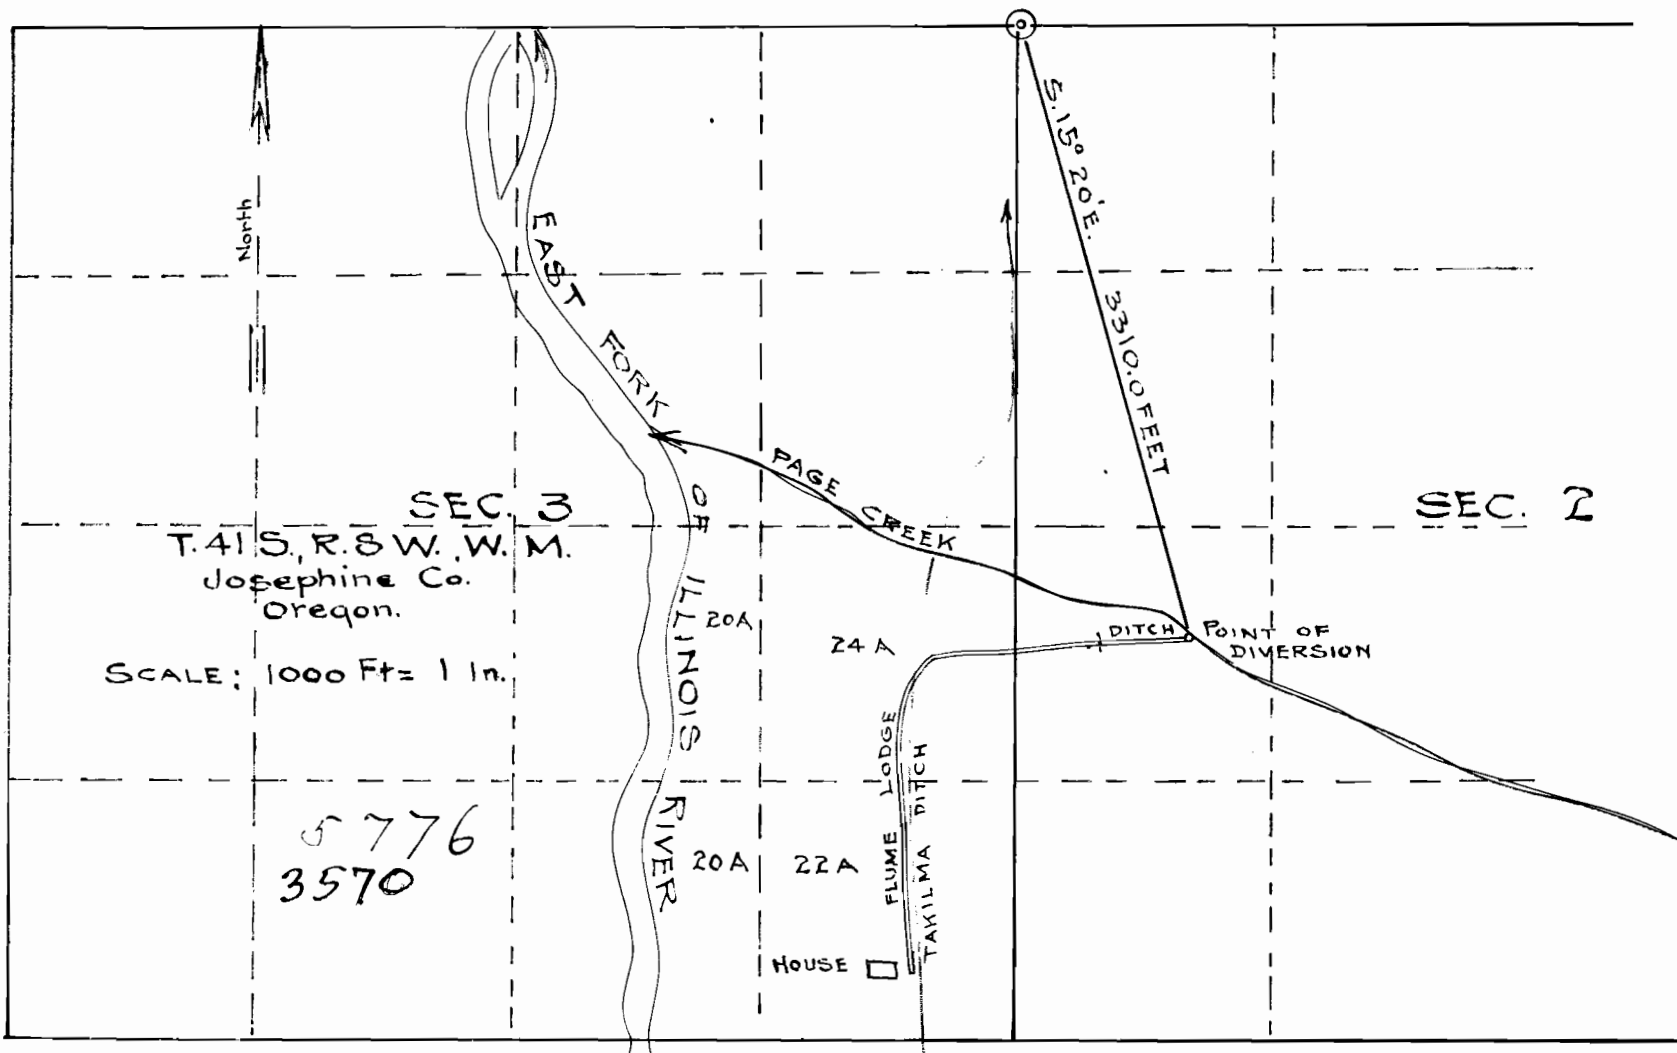 North
S.15° 20' E.
3310.0 FEET
EAST FORK OF ILLINOIS RIVER
PAGE CREEK
SEC. 3
SEC. 2
T. 41 S., R. 8 W., W. M.
Josephine Co.
Oregon.
SCALE: 1000 Ft = 1 In.
20A
24 A
DITCH
POINT OF
DIVERSION
LODGE
FLUME
TAKILMA DITCH
5776
3570
20A
22A
HOUSE